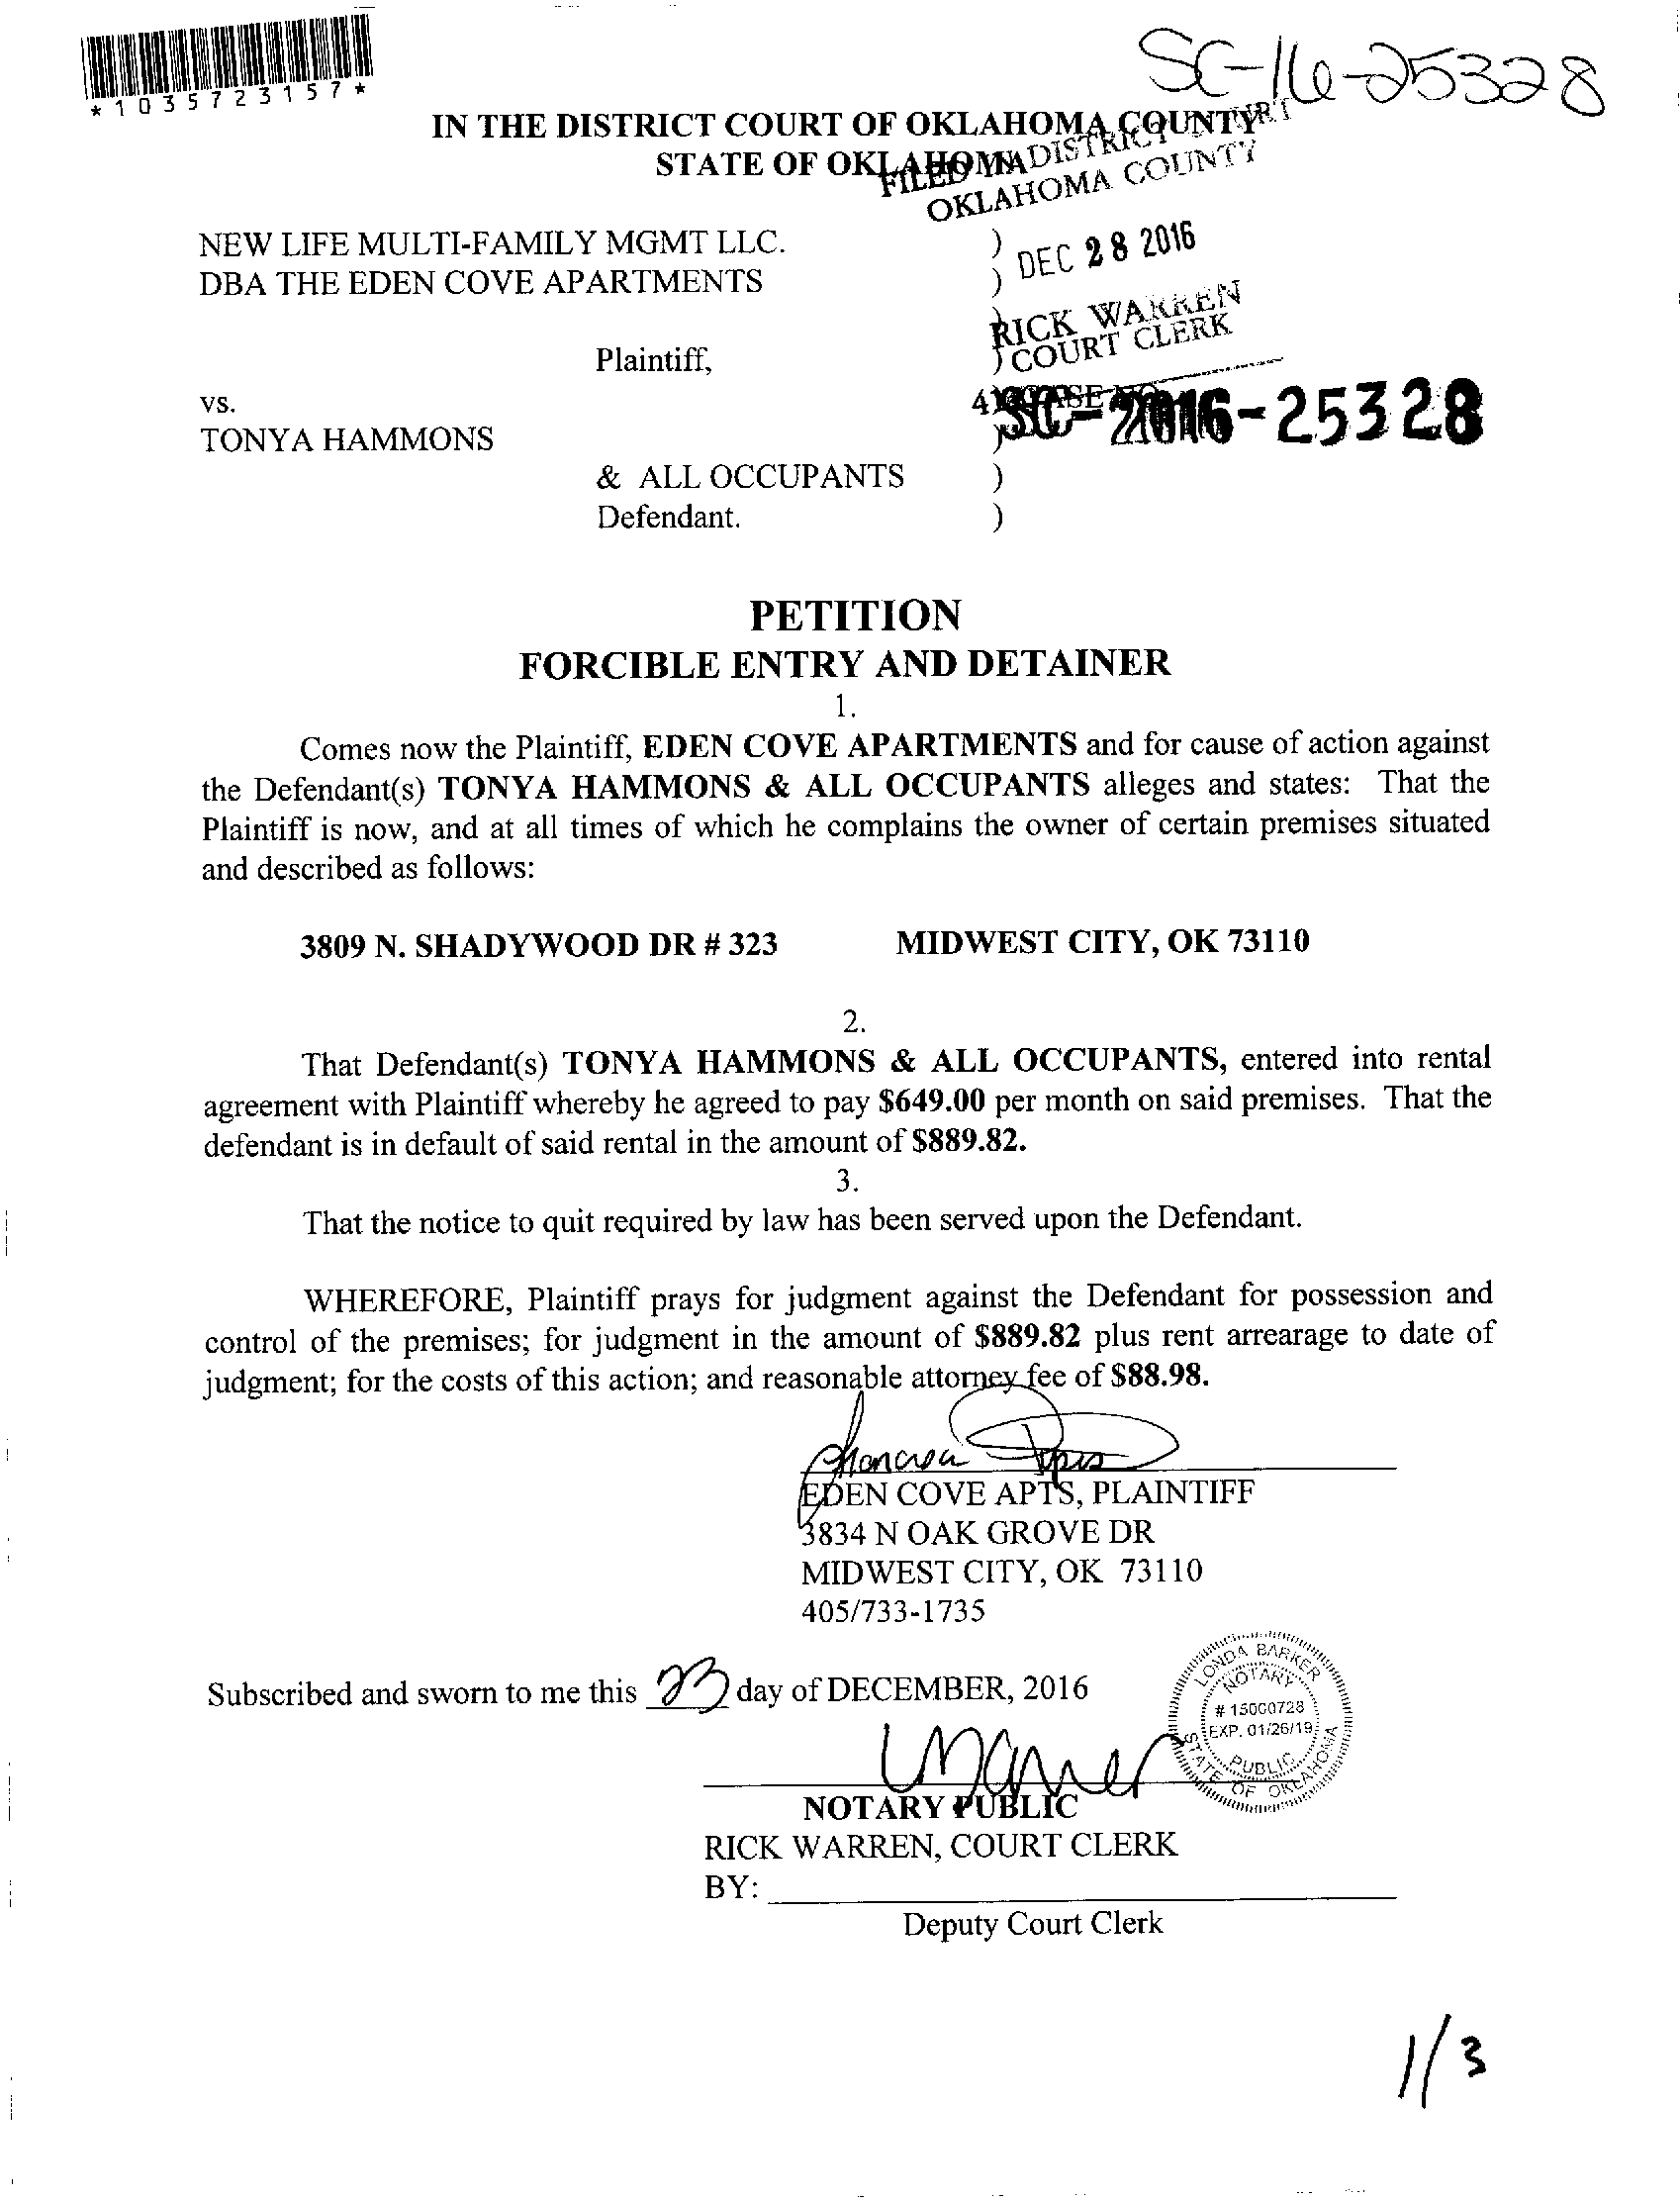 SC-16-25328
*1035723157*
IN THE DISTRICT COURT OF OKLAHOMA COUNTY
STATE OF OKLAHOMA
FILED IN DISTRICT COURT
OKLAHOMA COUNTY
NEW LIFE MULTI-FAMILY MGMT LLC. )
DEC 28 2016
DBA THE EDEN COVE APARTMENTS )
RICK WARREN
COURT CLERK
Plaintiff, )
SC-2016-25328
vs.
TONYA HAMMONS )
& ALL OCCUPANTS )
Defendant. )
PETITION
FORCIBLE ENTRY AND DETAINER
1.
Comes now the Plaintiff, EDEN COVE APARTMENTS and for cause of action against
the Defendant(s) TONYA HAMMONS & ALL OCCUPANTS alleges and states: That the
Plaintiff is now, and at all times of which he complains the owner of certain premises situated
and described as follows:
3809 N. SHADYWOOD DR # 323 MIDWEST CITY, OK 73110
2.
That Defendant(s) TONYA HAMMONS & ALL OCCUPANTS, entered into rental
agreement with Plaintiff whereby he agreed to pay $649.00 per month on said premises. That the
defendant is in default of said rental in the amount of $889.82.
3.
That the notice to quit required by law has been served upon the Defendant.
WHEREFORE, Plaintiff prays for judgment against the Defendant for possession and
control of the premises; for judgment in the amount of $889.82 plus rent arrearage to date of
judgment; for the costs of this action; and reasonable attorney fee of $88.98.
EDEN COVE APTS, PLAINTIFF
3834 N OAK GROVE DR
MIDWEST CITY, OK 73110
405/733-1735
Subscribed and sworn to me this 23 day of DECEMBER, 2016
LONDA BARKER
NOTARY
# 15000728
EXP. 01/26/19
PUBLIC
STATE OF OKLAHOMA
NOTARY PUBLIC
RICK WARREN, COURT CLERK
BY:
Deputy Court Clerk
1/3